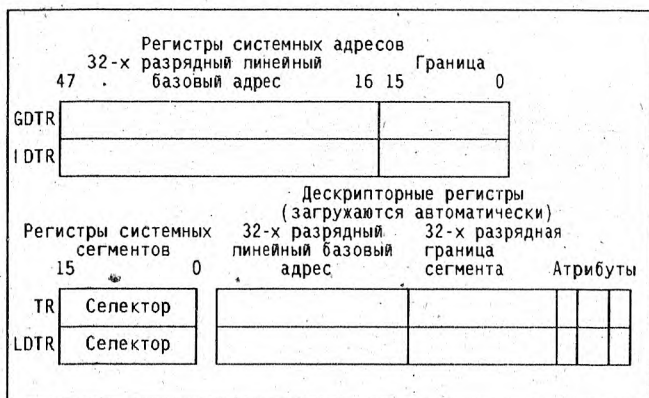 Регистры системных адресов
32-х разрядный линейный Граница
47 базовый адрес 16 15 0
GDTR
IDTR
Дескрипторные регистры
(загружаются автоматически)
Регистры системных 32-х разрядный 32-х разрядная
сегментов линейный базовый граница
15 0 адрес сегмента Атрибуты
TR Селектор
LDTR Селектор